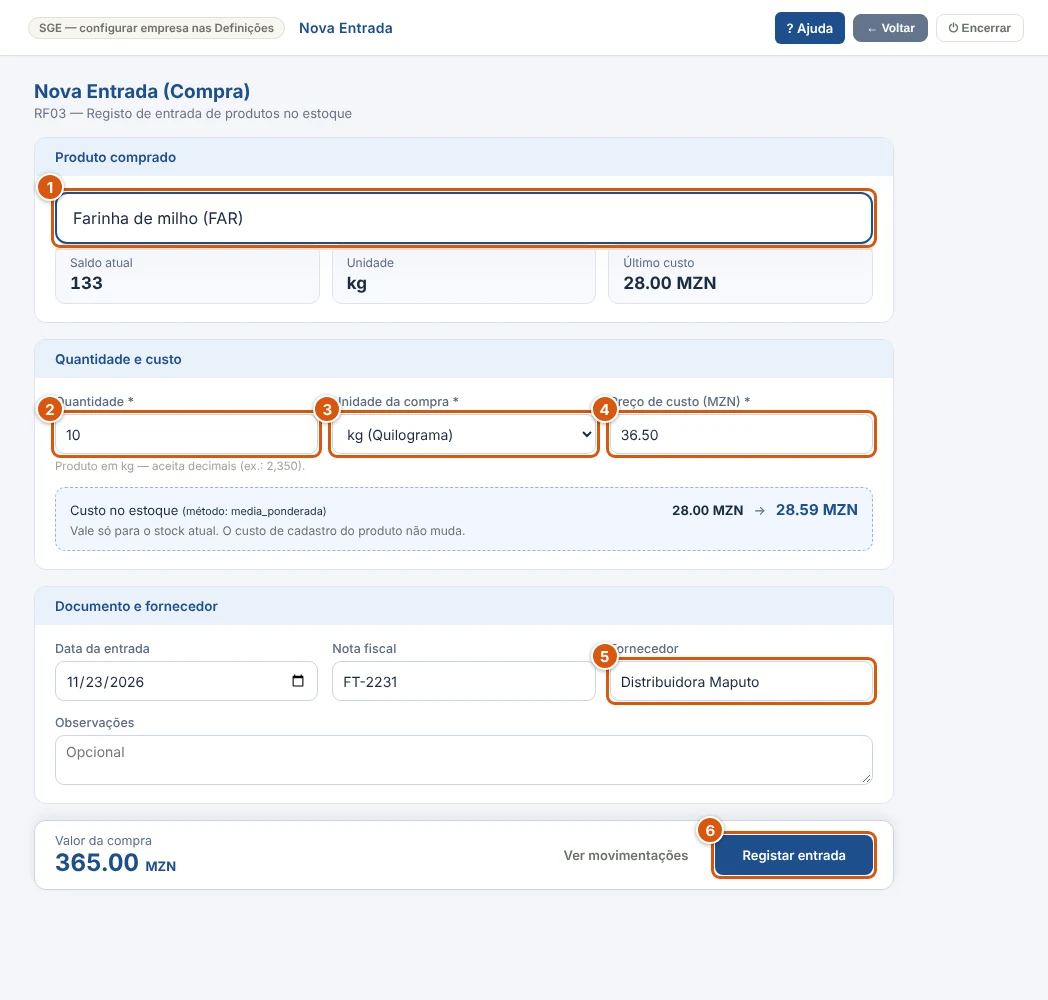 SGE — configurar empresa nas Definições
Nova Entrada
? Ajuda
← Voltar
Encerrar
Nova Entrada (Compra)
RF03 — Registo de entrada de produtos no estoque
Produto comprado
1
Farinha de milho (FAR)
Saldo atual
133
Unidade
kg
Último custo
28.00 MZN
Quantidade e custo
2
uantidade *
10
3
nidade da compra *
kg (Quilograma)
4
reço de custo (MZN) *
36.50
Produto em kg — aceita decimais (ex.: 2,350).
Custo no estoque (método: media_ponderada)
28.00 MZN → 28.59 MZN
Vale só para o stock atual. O custo de cadastro do produto não muda.
Documento e fornecedor
Data da entrada
11/23/2026
Nota fiscal
FT-2231
5
ornecedor
Distribuidora Maputo
Observações
Opcional
Valor da compra
365.00 MZN
Ver movimentações
6
Registar entrada